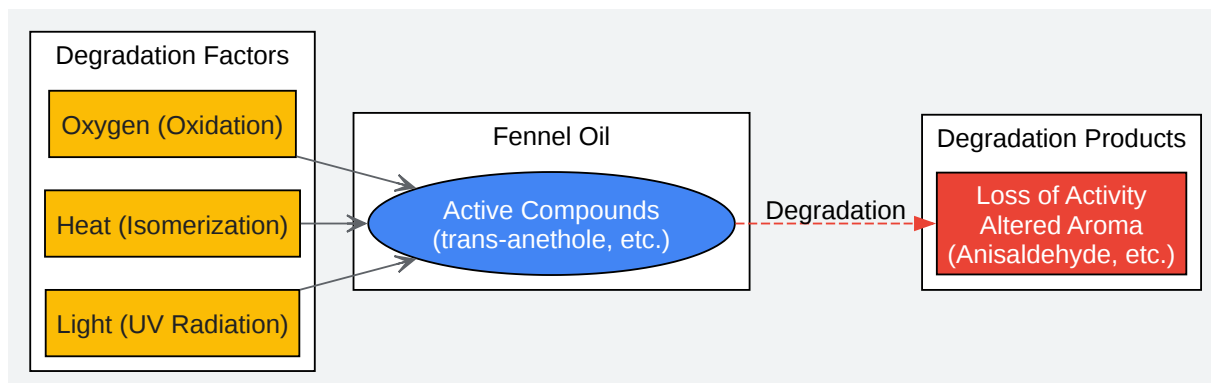 Degradation Factors
Oxygen (Oxidation)
Heat (Isomerization)
Light (UV Radiation)
Fennel Oil
Active Compounds
(trans-anethole, etc.)
Degradation
Degradation Products
Loss of Activity
Altered Aroma
(Anisaldehyde, etc.)